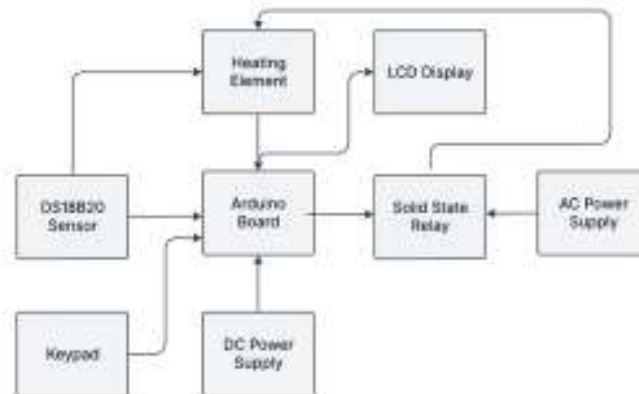 Heating
Element
LCD Display
DS18B20
Sensor
Arduino
Board
Solid State
Relay
AC Power
Supply
Keypad
DC Power
Supply